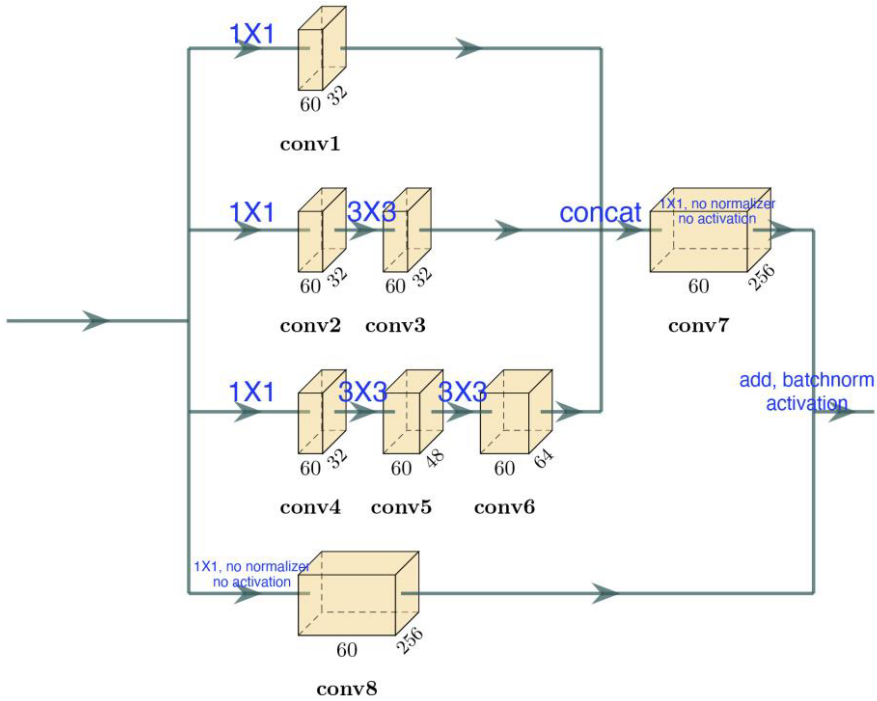 1X1
60 32
conv1
1X1
3X3
60 32
60 32
conv2
conv3
concat
1X1, no normalizer
no activation
60
256
conv7
1X1
3X3
3X3
60 32
60 48
60 64
conv4
conv5
conv6
add, batchnorm
activation
1X1, no normalizer
no activation
60
256
conv8